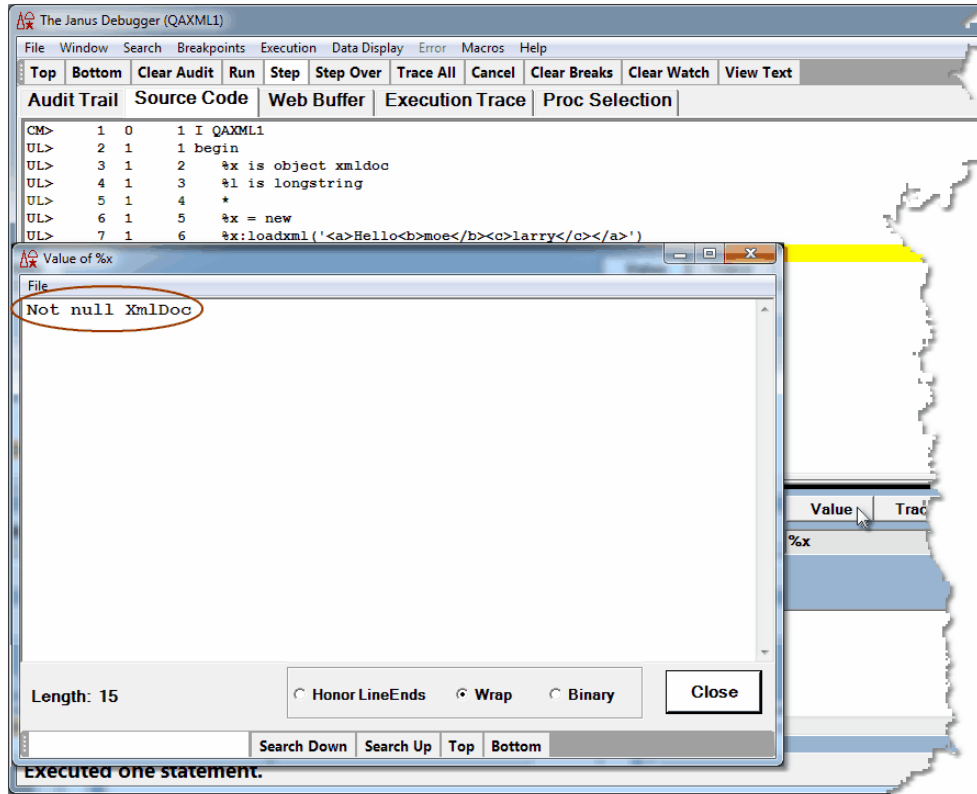 The Janus Debugger (QAXML1)
File Window Search Breakpoints Execution Data Display Error Macros Help
Top Bottom Clear Audit Run Step Step Over Trace All Cancel Clear Breaks Clear Watch View Text
Audit Trail Source Code Web Buffer Execution Trace Proc Selection
CM> 1 0 1 I QAXML1
UL> 2 1 1 begin
UL> 3 1 2 %x is object xmldoc
UL> 4 1 3 %l is longstring
UL> 5 1 4 *
UL> 6 1 5 %x = new
UL> 7 1 6 %x:loadxml('<a>Hello<b>moe</b><c>larry</c></a>')
Value of %x
File
Not null XmlDoc
Value Trac
%x
Length: 15
Honor LineEnds Wrap Binary
Close
Search Down Search Up Top Bottom
Executed one statement.